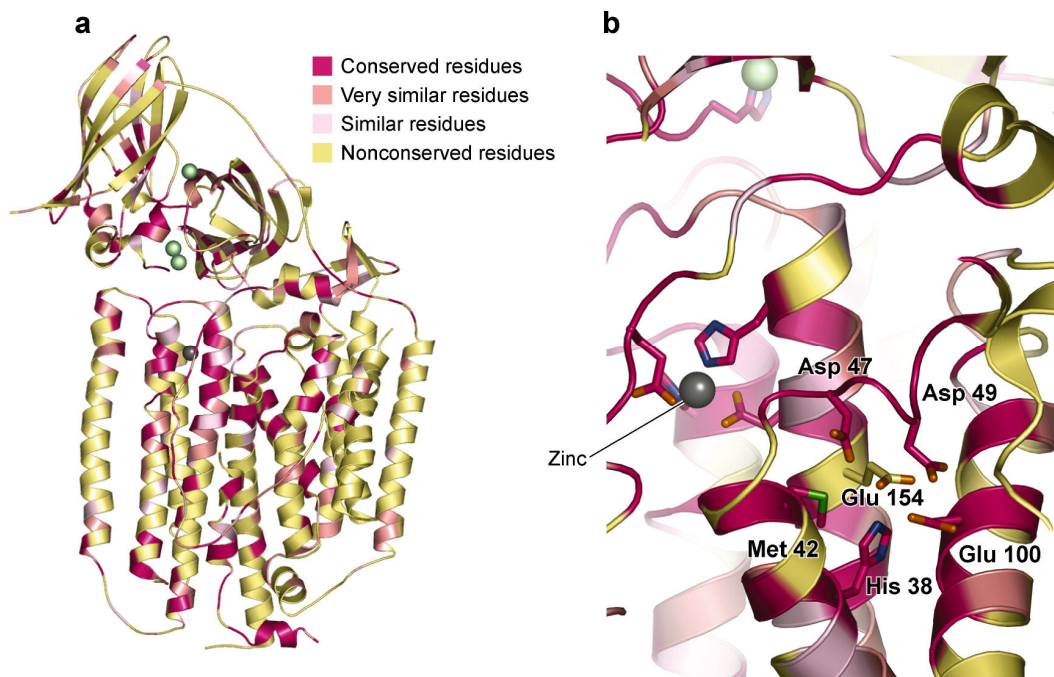 a
Conserved residues
Very similar residues
Similar residues
Nonconserved residues
b
Asp 47
Asp 49
Zinc
Glu 154
Met 42
Glu 100
His 38